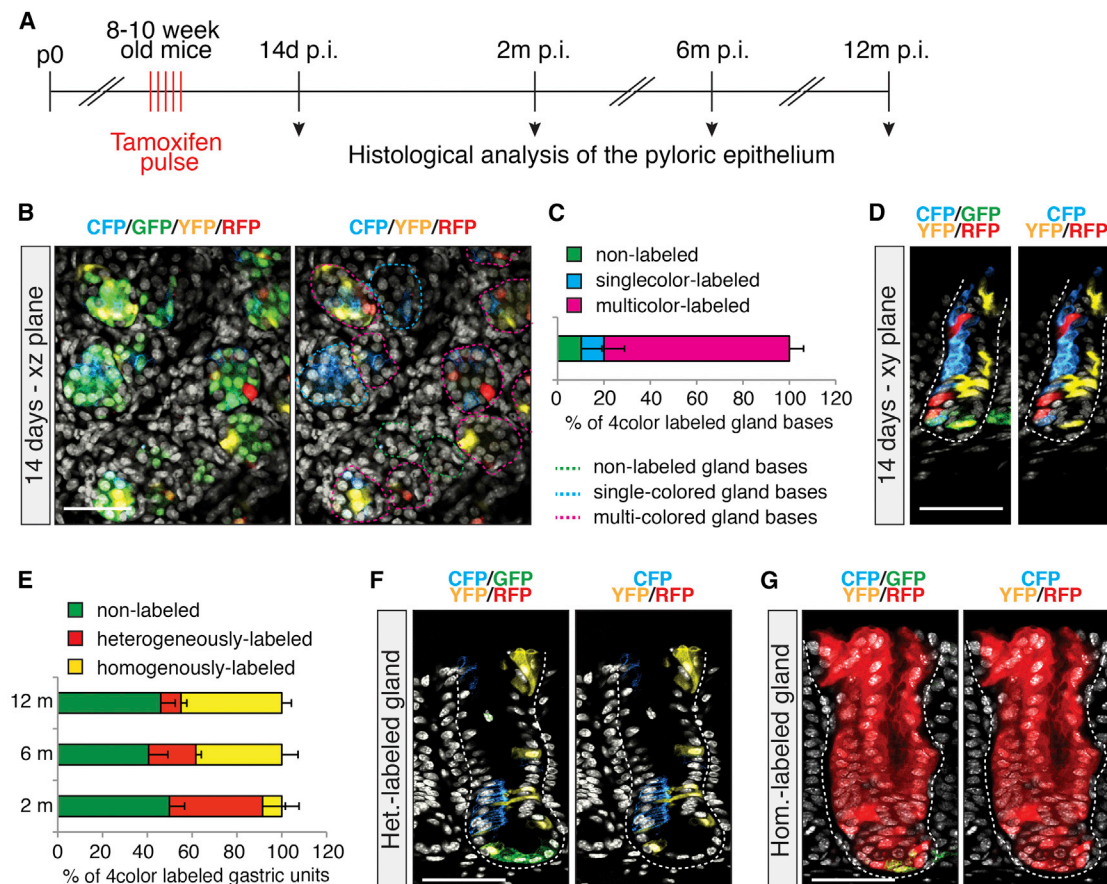 A
8-10 week
old mice
p0
14d p.i.
2m p.i.
6m p.i.
12m p.i.
Tamoxifen
pulse
Histological analysis of the pyloric epithelium
B
CFP/GFP/YFP/RFP
CFP/YFP/RFP
14 days - xz plane
C
non-labeled
singlecolor-labeled
multicolor-labeled
0 20 40 60 80 100 120
% of 4color labeled gland bases
non-labeled gland bases
single-colored gland bases
multi-colored gland bases
D
CFP/GFP
YFP/RFP
CFP
YFP/RFP
14 days - xy plane
E
non-labeled
heterogeneously-labeled
homogenously-labeled
12 m
6 m
2 m
0 20 40 60 80 100 120
% of 4color labeled gastric units
F
CFP/GFP
YFP/RFP
CFP
YFP/RFP
Het.-labeled gland
G
CFP/GFP
YFP/RFP
CFP
YFP/RFP
Hom.-labeled gland